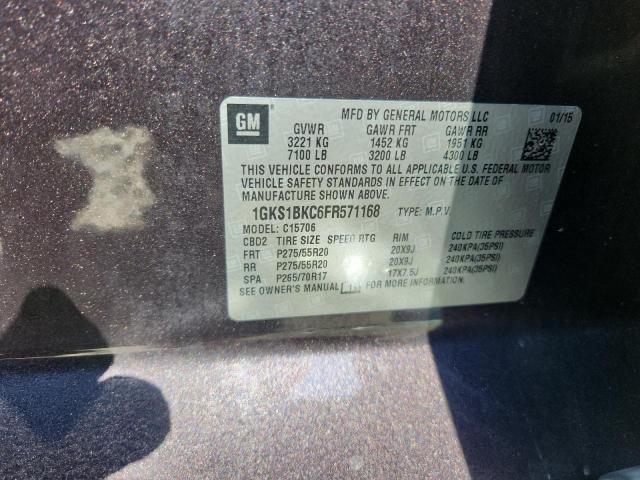 GM
MFD BY GENERAL MOTORS LLC 01/15
GVWR GAWR FRT GAWR RR
3221 KG 1452 KG 1951 KG
7100 LB 3200 LB 4300 LB
THIS VEHICLE CONFORMS TO ALL APPLICABLE U.S. FEDERAL MOTOR
VEHICLE SAFETY STANDARDS IN EFFECT ON THE DATE OF
MANUFACTURE SHOWN ABOVE.
1GKS1BKC6FR571168 TYPE: M.P.V.
MODEL: C15706
CBD2 TIRE SIZE SPEED RTG RIM COLD TIRE PRESSURE
FRT P275/55R20 20X9J 240KPA(35PSI)
RR P275/55R20 20X9J 240KPA(35PSI)
SPA P265/70R17 17X7.5J 240KPA(35PSI)
SEE OWNER'S MANUAL FOR MORE INFORMATION.